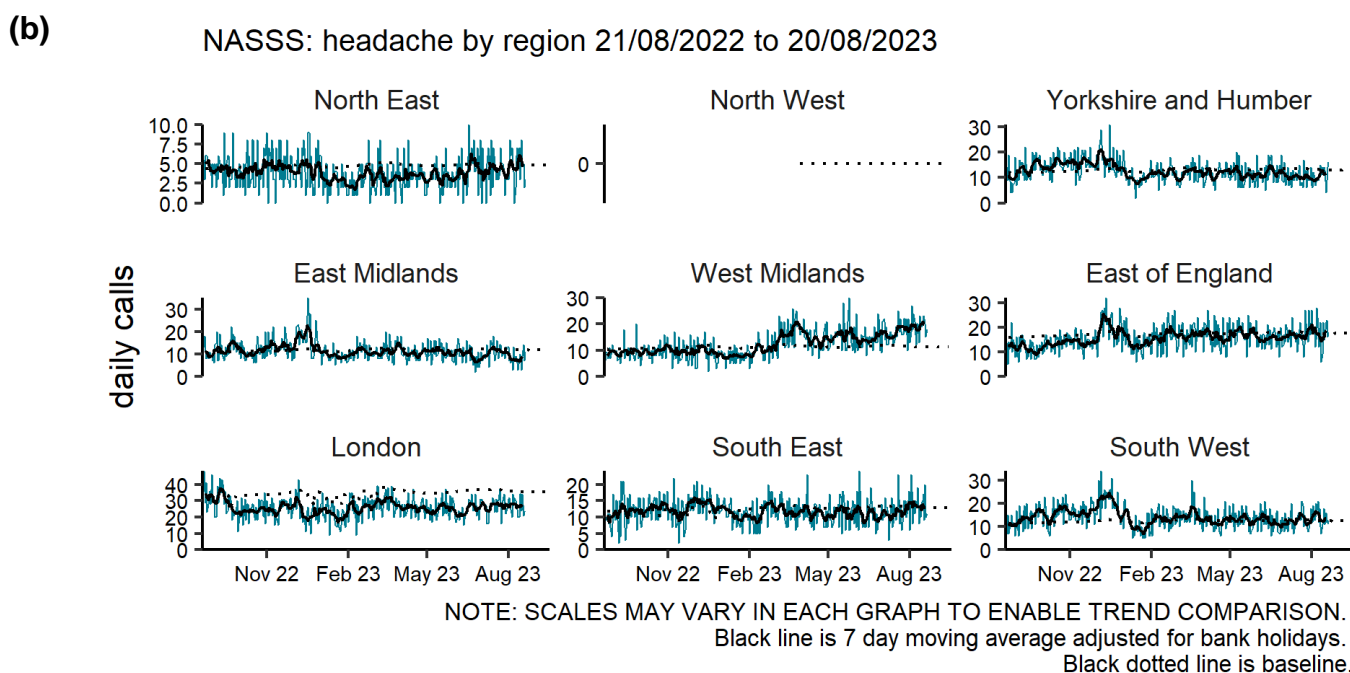 (b)
NASSS: headache by region 21/08/2022 to 20/08/2023
North East
North West
Yorkshire and Humber
10.0
7.5
5.0
2.5
0.0
0
30
20
10
0
East Midlands
West Midlands
East of England
30
20
10
0
30
20
10
0
30
20
10
0
daily calls
London
South East
South West
40
30
20
10
0
20
15
10
5
0
30
20
10
0
Nov 22 Feb 23 May 23 Aug 23
Nov 22 Feb 23 May 23 Aug 23
Nov 22 Feb 23 May 23 Aug 23
NOTE: SCALES MAY VARY IN EACH GRAPH TO ENABLE TREND COMPARISON.
Black line is 7 day moving average adjusted for bank holidays.
Black dotted line is baseline.